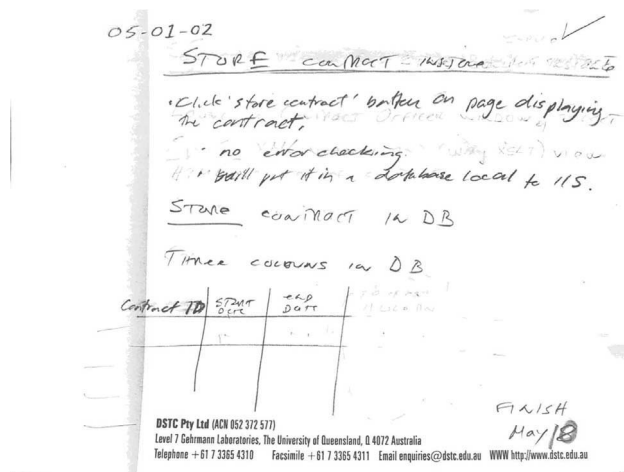 05-01-02
STORE CONTRACT
• Click 'store contract' button on page displaying
the contract.
• no error checking.
• will put it in a database local to IIS.
STORE CONTRACT IN DB
THREE COLOUMNS IN DB
Contract ID START DATE END DATE
FINISH
May 18
DSTC Pty Ltd (ACN 052 372 577)
Level 7 Gehrmann Laboratories, The University of Queensland, Q 4072 Australia
Telephone +61 7 3365 4310 Facsimile +61 7 3365 4311 Email enquiries@dstc.edu.au WWW http://www.dstc.edu.au